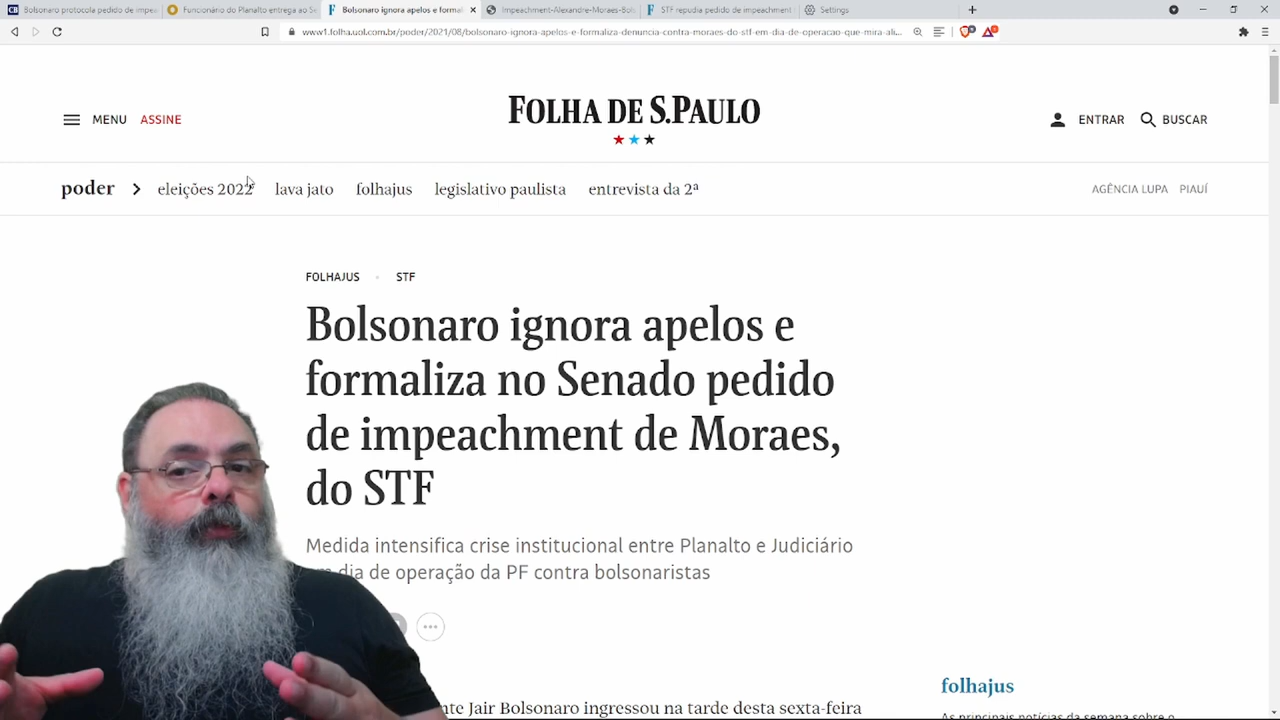 Bolsonaro protocola pedido de impea
Funcionário do Planalto entrega ao Se
Bolsonaro ignora apelos e formal
Impeachment-Alexandre-Moraes-Bols
STF repudia pedido de impeachment
Settings
www1.folha.uol.com.br/poder/2021/08/bolsonaro-ignora-apelos-e-formaliza-denuncia-contra-moraes-do-stf-em-dia-de-operacao-que-mira-ali...
MENU ASSINE
FOLHA DE S.PAULO
ENTRAR BUSCAR
poder eleições 2022 lava jato folhajus legislativo paulista entrevista da 2ª
AGÊNCIA LUPA PIAUÍ
FOLHAJUS STF
Bolsonaro ignora apelos e
formaliza no Senado pedido
de impeachment de Moraes,
do STF
Medida intensifica crise institucional entre Planalto e Judiciário
dia de operação da PF contra bolsonaristas
folhajus
nte Jair Bolsonaro ingressou na tarde desta sexta-feira
As principais notícias da semana sobre o